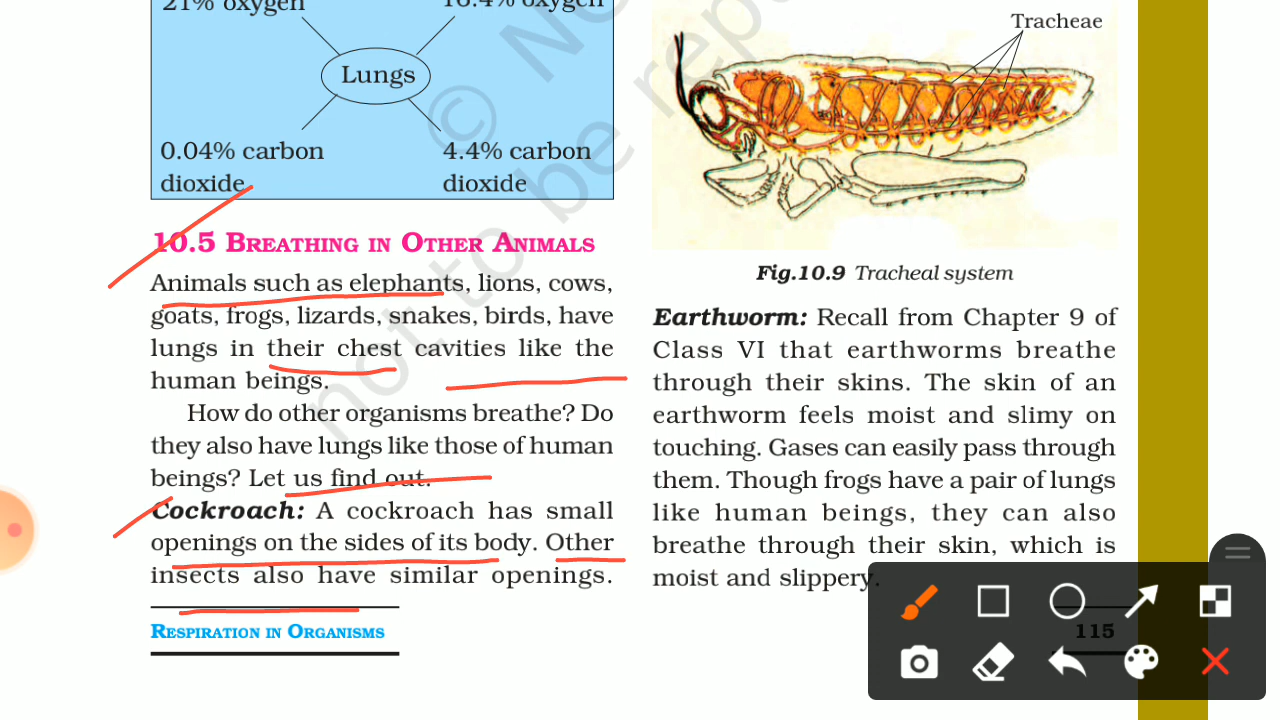 21% oxygen
16.4% oxygen
Lungs
0.04% carbon
dioxide
4.4% carbon
dioxide
10.5 BREATHING IN OTHER ANIMALS
Animals such as elephants, lions, cows,
goats, frogs, lizards, snakes, birds, have
lungs in their chest cavities like the
human beings.
How do other organisms breathe? Do
they also have lungs like those of human
beings? Let us find out.
Cockroach: A cockroach has small
openings on the sides of its body. Other
insects also have similar openings.
RESPIRATION IN ORGANISMS
Tracheae
Fig.10.9 Tracheal system
Earthworm: Recall from Chapter 9 of
Class VI that earthworms breathe
through their skins. The skin of an
earthworm feels moist and slimy on
touching. Gases can easily pass through
them. Though frogs have a pair of lungs
like human beings, they can also
breathe through their skin, which is
moist and slippery.
115
© N
not to be rep